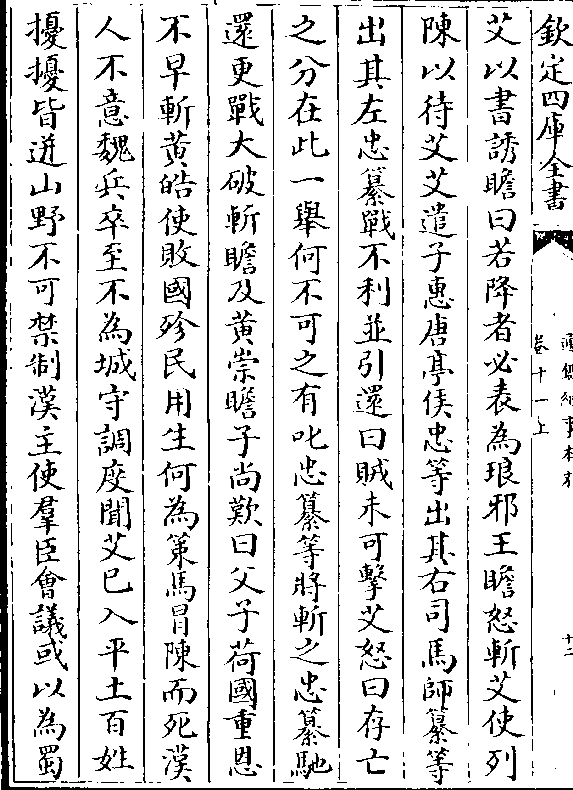 欽定四庫全書
卷十一上
十二
艾以書誘瞻曰若降者必表為琅邪王瞻怒斬艾使列
陳以待艾艾遣子惠唐亭侯忠等出其右司馬師纂等
出其左忠纂戰不利並引還曰賊未可擊艾怒曰存亡
之分在此一舉何不可之有叱忠纂等將斬之忠纂馳
還更戰大破斬瞻及黃崇瞻子尚歎曰父子荷國重恩
不早斬黃皓使敗國殄民用生何為策馬冒陳而死漢
人不意魏兵卒至不為城守調度聞艾已入平土百姓
擾擾皆迸山野不可禁制漢主使羣臣會議或以為蜀